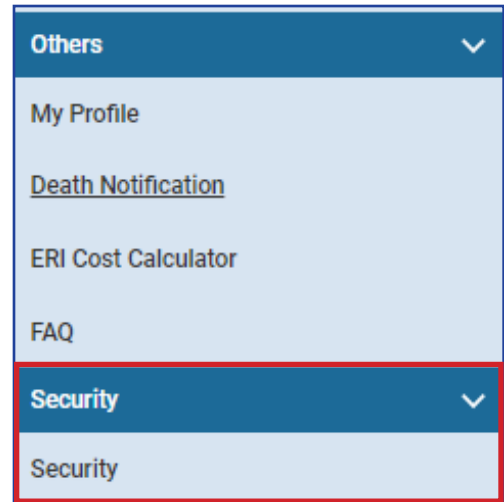 Others
My Profile
Death Notification
ERI Cost Calculator
FAQ
Security
Security